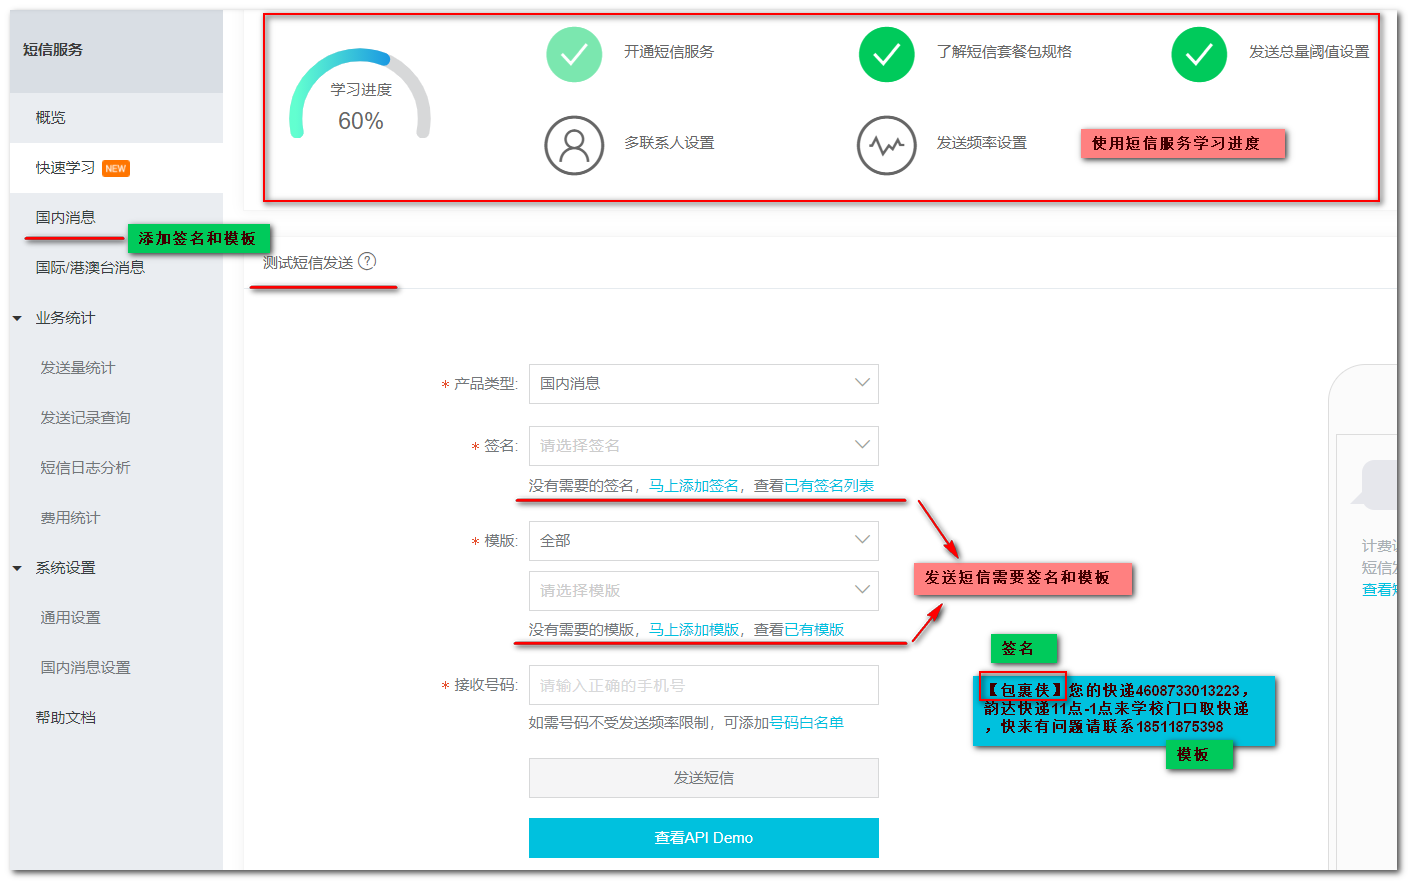 短信服务
概览
快速学习 NEW
国内消息
添加签名和模板
国际/港澳台消息
业务统计
发送量统计
发送记录查询
短信日志分析
费用统计
系统设置
通用设置
国内消息设置
帮助文档
学习进度
60%
开通短信服务
了解短信套餐包规格
发送总量阈值设置
多联系人设置
发送频率设置
使用短信服务学习进度
测试短信发送 ?
* 产品类型: 国内消息
* 签名: 请选择签名
没有需要的签名，马上添加签名，查看已有签名列表
* 模版: 全部
请选择模版
没有需要的模版，马上添加模版，查看已有模版
发送短信需要签名和模板
* 接收号码: 请输入正确的手机号
如需号码不受发送频率限制，可添加号码白名单
发送短信
查看API Demo
签名
【包裹侠】您的快递4608733013223，
韵达快递11点-1点来学校门口取快递
，快来有问题请联系18511875398
模板
计费
短信
查看